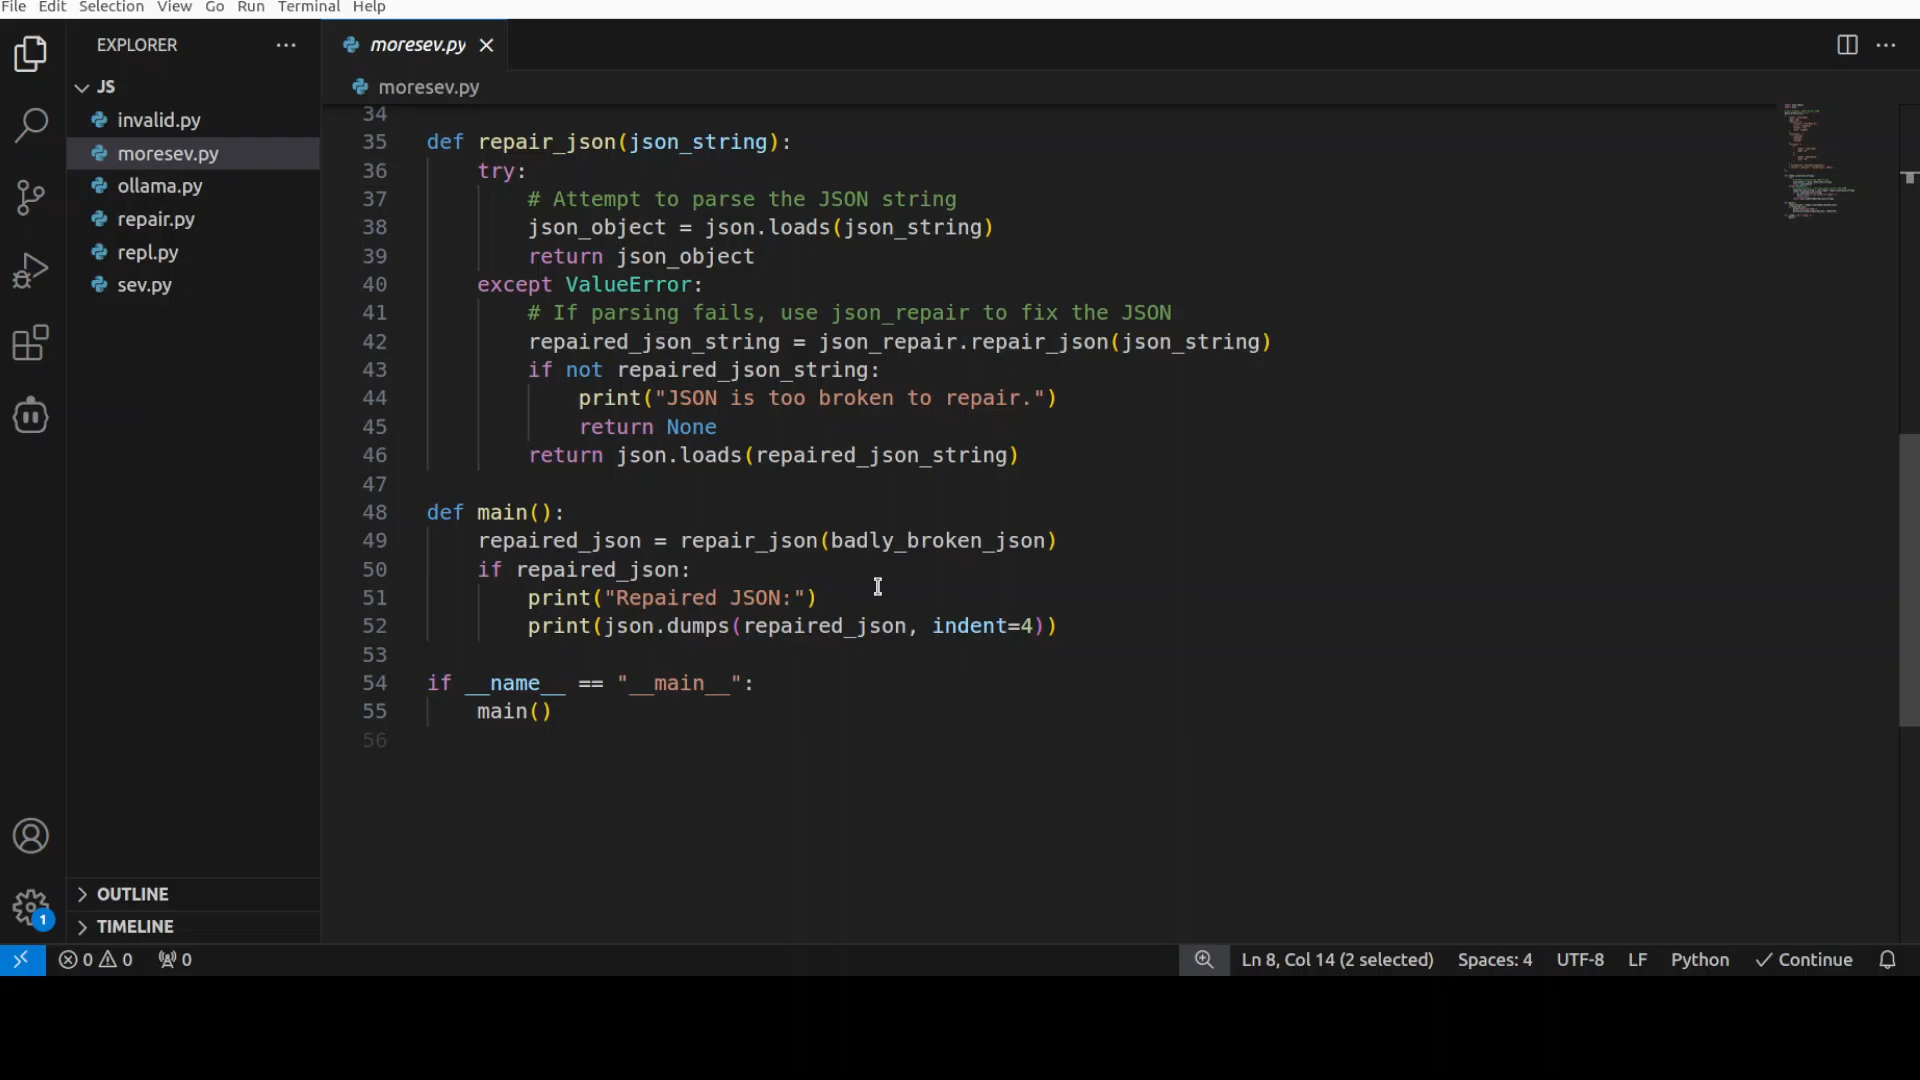 File Edit Selection View Go Run Terminal Help
EXPLORER
JS
invalid.py
moresev.py
ollama.py
repair.py
repl.py
sev.py
OUTLINE
TIMELINE
moresev.py
moresev.py
34
35 def repair_json(json_string):
36 try:
37 # Attempt to parse the JSON string
38 json_object = json.loads(json_string)
39 return json_object
40 except ValueError:
41 # If parsing fails, use json_repair to fix the JSON
42 repaired_json_string = json_repair.repair_json(json_string)
43 if not repaired_json_string:
44 print("JSON is too broken to repair.")
45 return None
46 return json.loads(repaired_json_string)
47
48 def main():
49 repaired_json = repair_json(badly_broken_json)
50 if repaired_json:
51 print("Repaired JSON:")
52 print(json.dumps(repaired_json, indent=4))
53
54 if __name__ == "__main__":
55 main()
56
1
0 0 0 Ln 8, Col 14 (2 selected) Spaces: 4 UTF-8 LF Python Continue